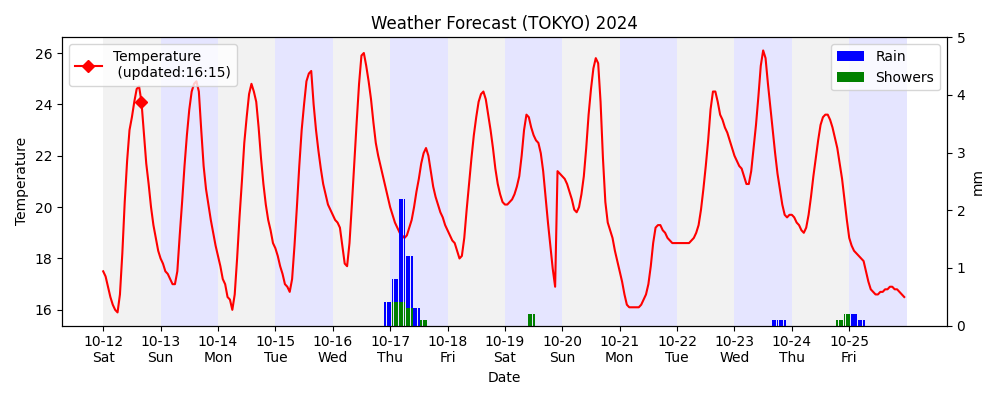 Weather Forecast (TOKYO) 2024
Temperature
(updated:16:15)
Rain
Showers
Temperature
26
24
22
20
18
16
5
4
3
2
1
0
mm
10-12 10-13 10-14 10-15 10-16 10-17 10-18 10-19 10-20 10-21 10-22 10-23 10-24 10-25
Sat Sun Mon Tue Wed Thu Fri Sat Sun Mon Tue Wed Thu Fri
Date